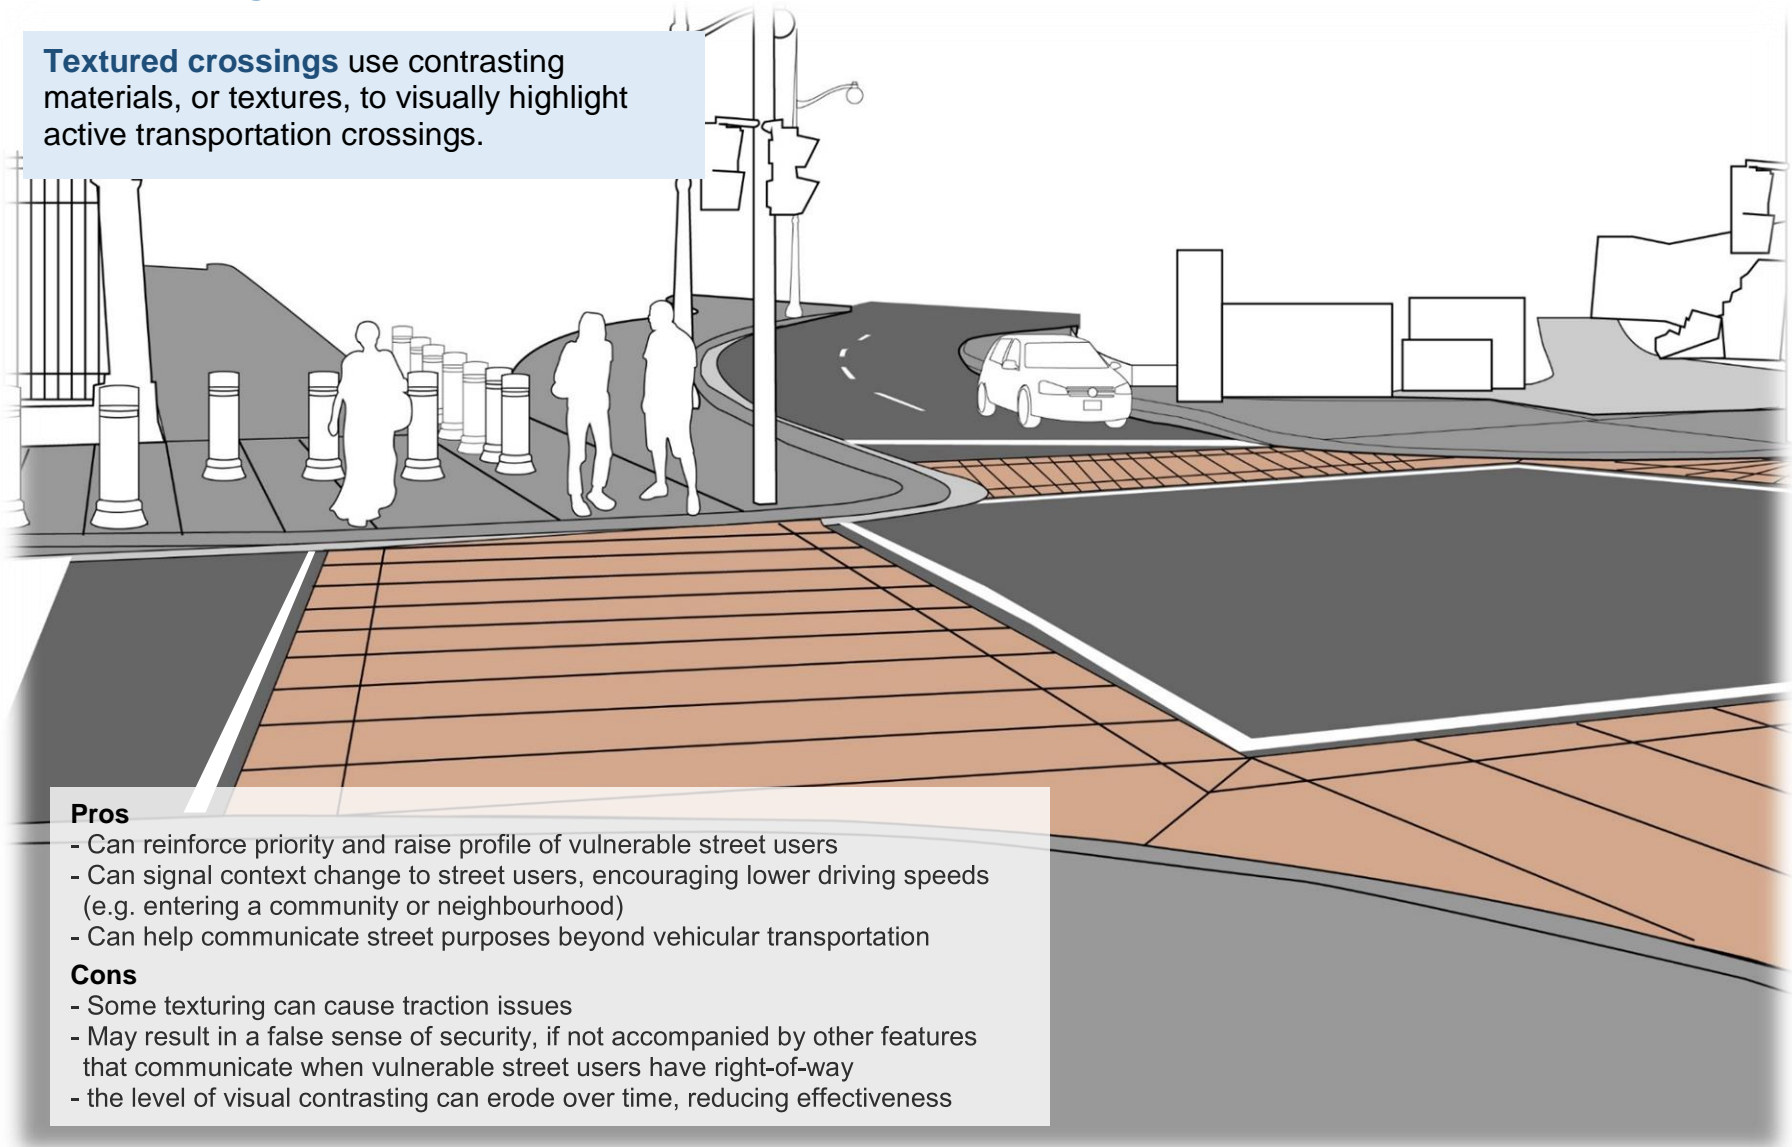 Textured crossings use contrasting
materials, or textures, to visually highlight
active transportation crossings.
Pros
- Can reinforce priority and raise profile of vulnerable street users
- Can signal context change to street users, encouraging lower driving speeds
(e.g. entering a community or neighbourhood)
- Can help communicate street purposes beyond vehicular transportation
Cons
- Some texturing can cause traction issues
- May result in a false sense of security, if not accompanied by other features
that communicate when vulnerable street users have right-of-way
- the level of visual contrasting can erode over time, reducing effectiveness